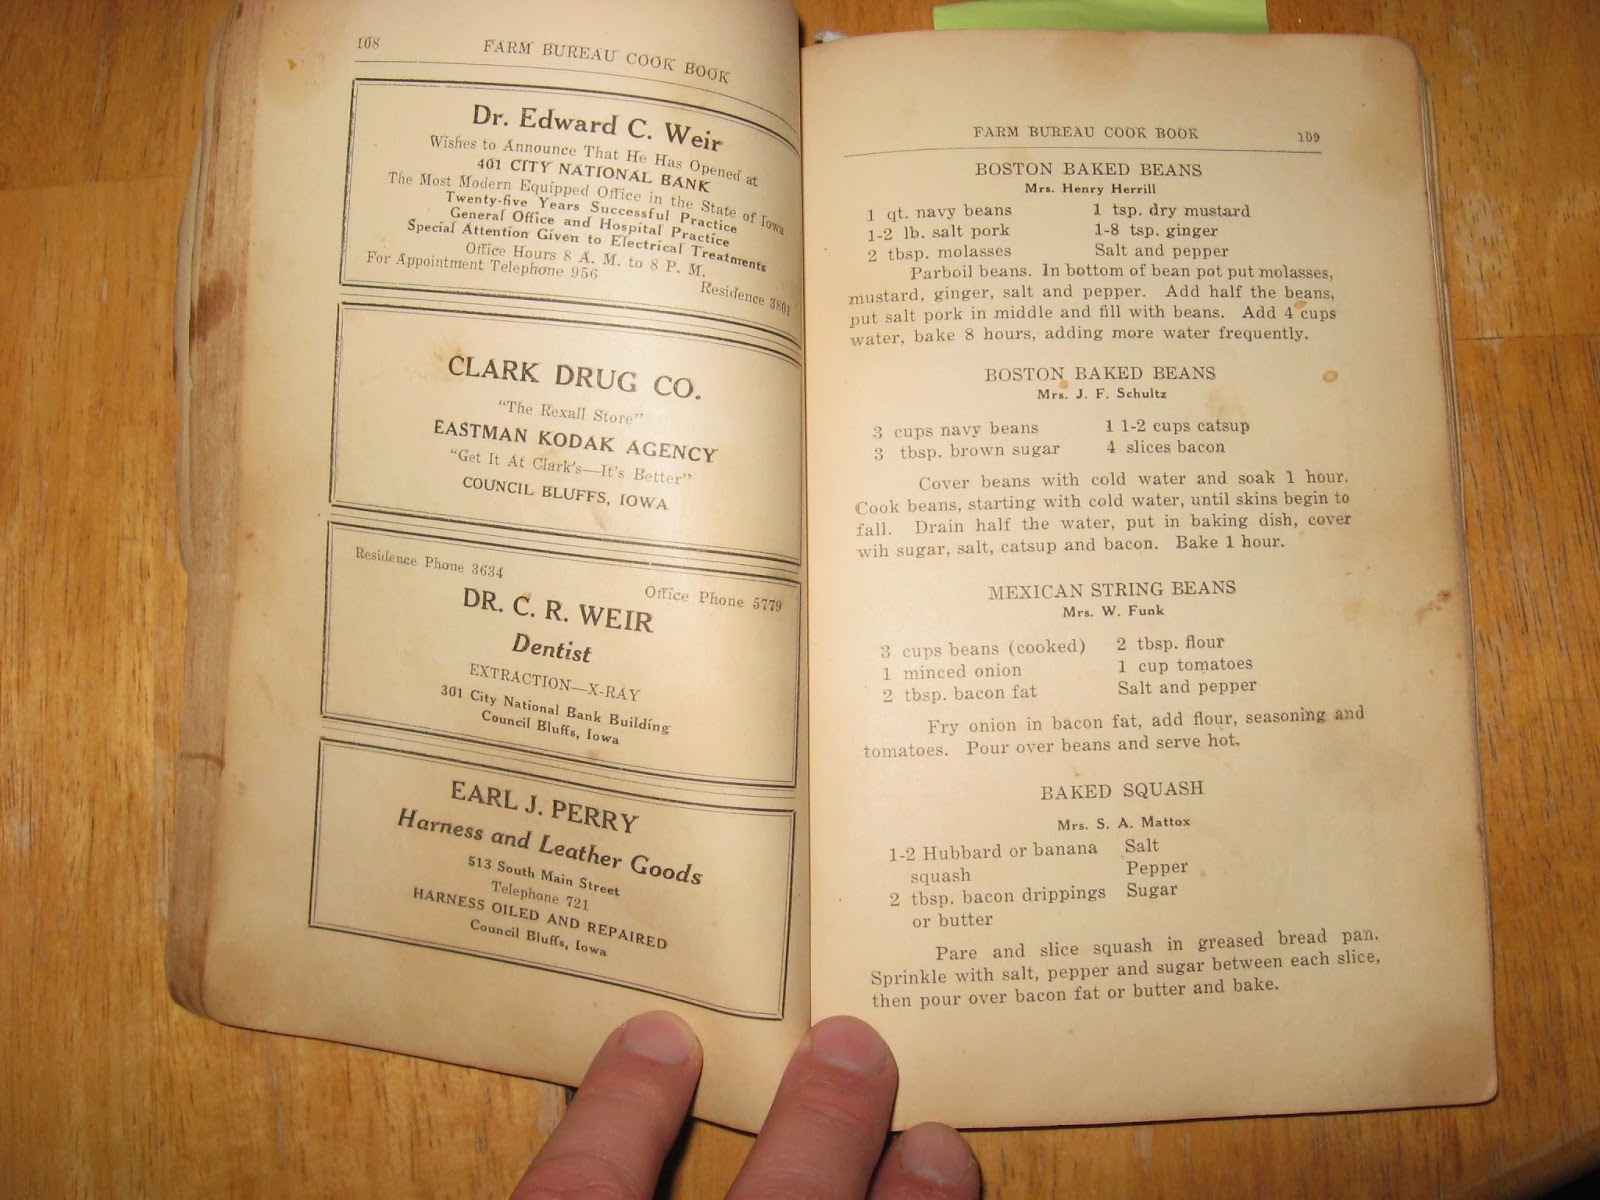 108
FARM BUREAU COOK BOOK
Dr. Edward C. Weir
Wishes to Announce That He Has Opened at
401 CITY NATIONAL BANK
The Most Modern Equipped Office in the State of Iowa
Twenty-five Years Successful Practice
General Office and Hospital Practice
Special Attention Given to Electrical Treatments
Office Hours 8 A. M. to 8 P. M.
For Appointment Telephone 956
Residence 3801
CLARK DRUG CO.
"The Rexall Store"
EASTMAN KODAK AGENCY
"Get It At Clark's—It's Better"
COUNCIL BLUFFS, IOWA
Residence Phone 3634
Office Phone 5779
DR. C. R. WEIR
Dentist
EXTRACTION—X-RAY
301 City National Bank Building
Council Bluffs, Iowa
EARL J. PERRY
Harness and Leather Goods
513 South Main Street
Telephone 721
HARNESS OILED AND REPAIRED
Council Bluffs, Iowa
FARM BUREAU COOK BOOK 109
BOSTON BAKED BEANS
Mrs. Henry Herrill
1 qt. navy beans 1 tsp. dry mustard
1-2 lb. salt pork 1-8 tsp. ginger
2 tbsp. molasses Salt and pepper
Parboil beans. In bottom of bean pot put molasses,
mustard, ginger, salt and pepper. Add half the beans,
put salt pork in middle and fill with beans. Add 4 cups
water, bake 8 hours, adding more water frequently.
BOSTON BAKED BEANS
Mrs. J. F. Schultz
3 cups navy beans 1 1-2 cups catsup
3 tbsp. brown sugar 4 slices bacon
Cover beans with cold water and soak 1 hour.
Cook beans, starting with cold water, until skins begin to
fall. Drain half the water, put in baking dish, cover
wih sugar, salt, catsup and bacon. Bake 1 hour.
MEXICAN STRING BEANS
Mrs. W. Funk
3 cups beans (cooked) 2 tbsp. flour
1 minced onion 1 cup tomatoes
2 tbsp. bacon fat Salt and pepper
Fry onion in bacon fat, add flour, seasoning and
tomatoes. Pour over beans and serve hot.
BAKED SQUASH
Mrs. S. A. Mattox
1-2 Hubbard or banana Salt
squash Pepper
2 tbsp. bacon drippings Sugar
or butter
Pare and slice squash in greased bread pan.
Sprinkle with salt, pepper and sugar between each slice,
then pour over bacon fat or butter and bake.